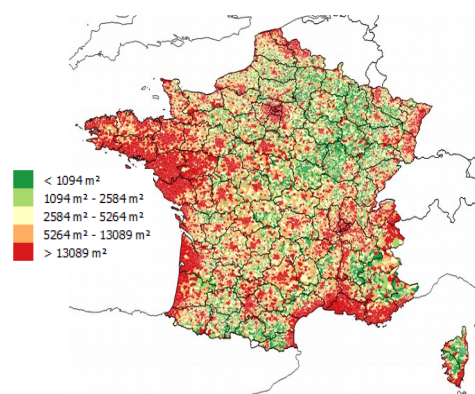 < 1094 m²
1094 m² - 2584 m²
2584 m² - 5264 m²
5264 m² - 13089 m²
> 13089 m²